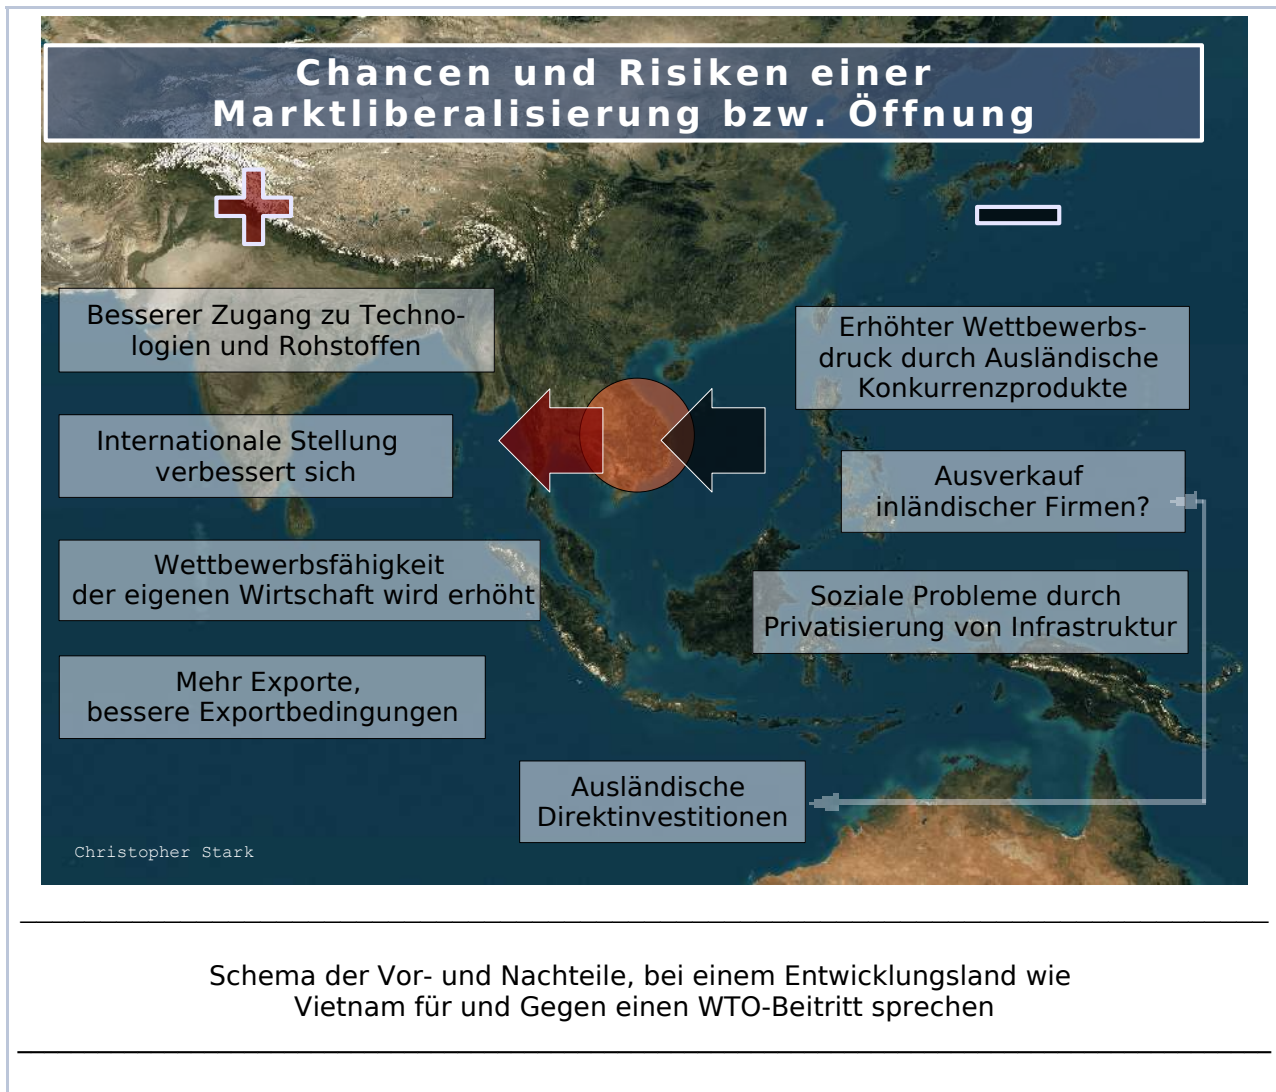 Chancen und Risiken einer
Marktliberalisierung bzw. Öffnung
Besserer Zugang zu Techno-
logien und Rohstoffen
Internationale Stellung
verbessert sich
Wettbewerbsfähigkeit
der eigenen Wirtschaft wird erhöht
Mehr Exporte,
bessere Exportbedingungen
Erhöhter Wettbewerbs-
druck durch Ausländische
Konkurrenzprodukte
Ausverkauf
inländischer Firmen?
Soziale Probleme durch
Privatisierung von Infrastruktur
Ausländische
Direktinvestitionen
Christopher Stark
Schema der Vor- und Nachteile, bei einem Entwicklungsland wie
Vietnam für und Gegen einen WTO-Beitritt sprechen